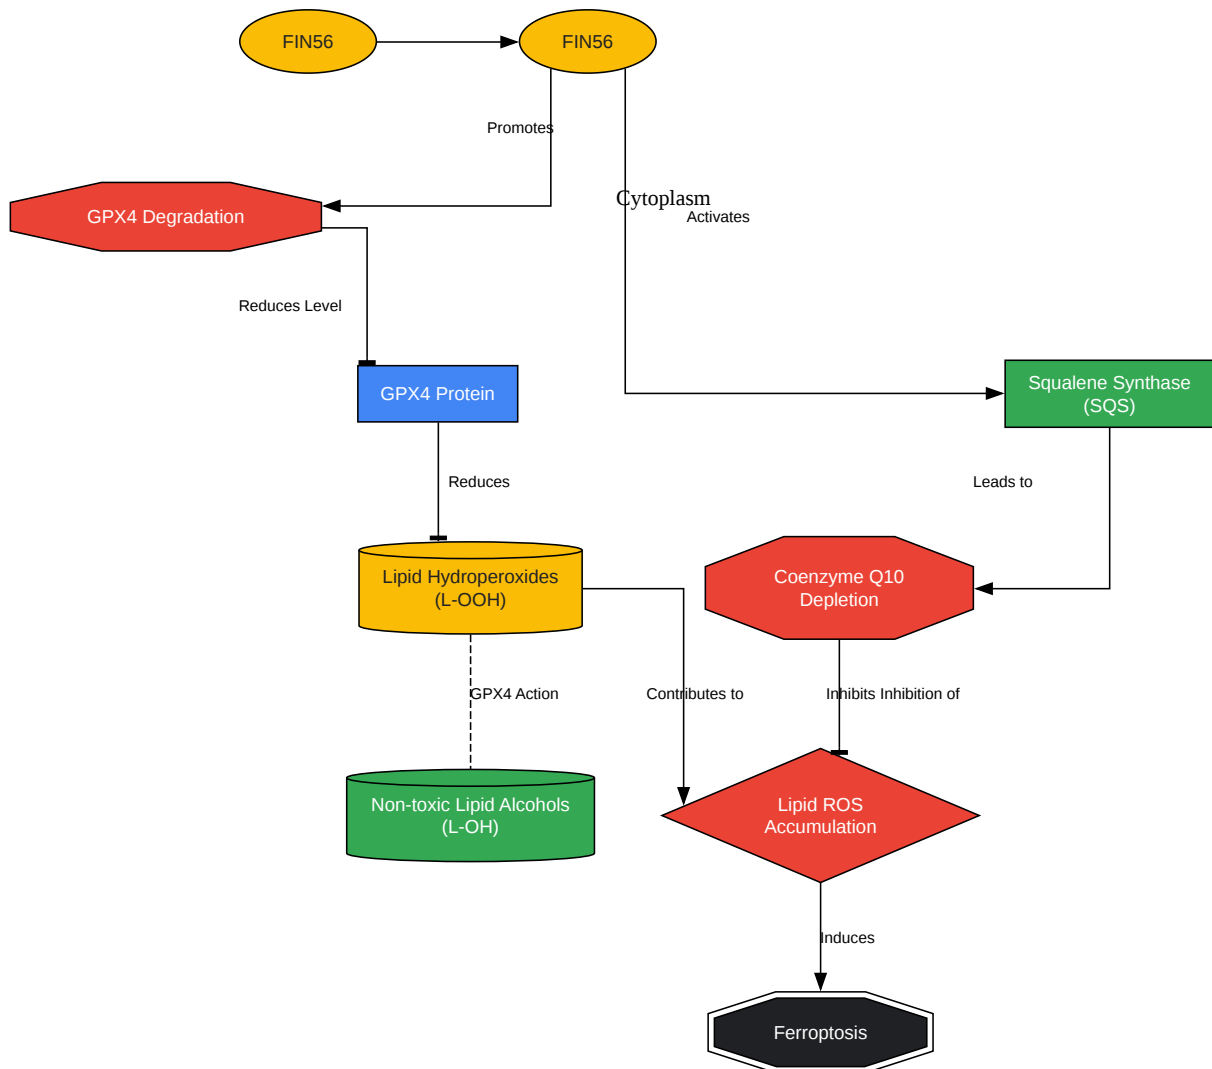 FIN56
FIN56
Promotes
Cytoplasm
Activates
GPX4 Degradation
Reduces Level
GPX4 Protein
Squalene Synthase
(SQS)
Reduces
Leads to
Lipid Hydroperoxides
(L-OOH)
Coenzyme Q10
Depletion
GPX4 Action
Contributes to
Inhibits Inhibition of
Non-toxic Lipid Alcohols
(L-OH)
Lipid ROS
Accumulation
Induces
Ferroptosis